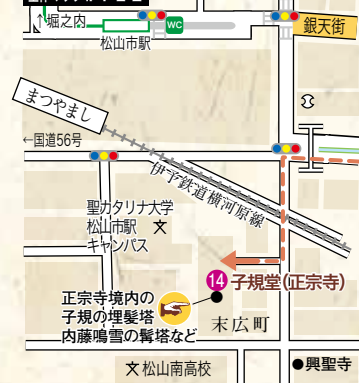 ↑堀之内
WC
松山市駅
銀天街
まつやまし
←国道56号
伊予鉄道横河原線
聖カタリナ大学
松山市駅 文
キャンパス
14 子規堂(正宗寺)
正宗寺境内の
子規の埋髪塔
内藤鳴雪の髯塔など
末広町
文 松山南高校
●興聖寺